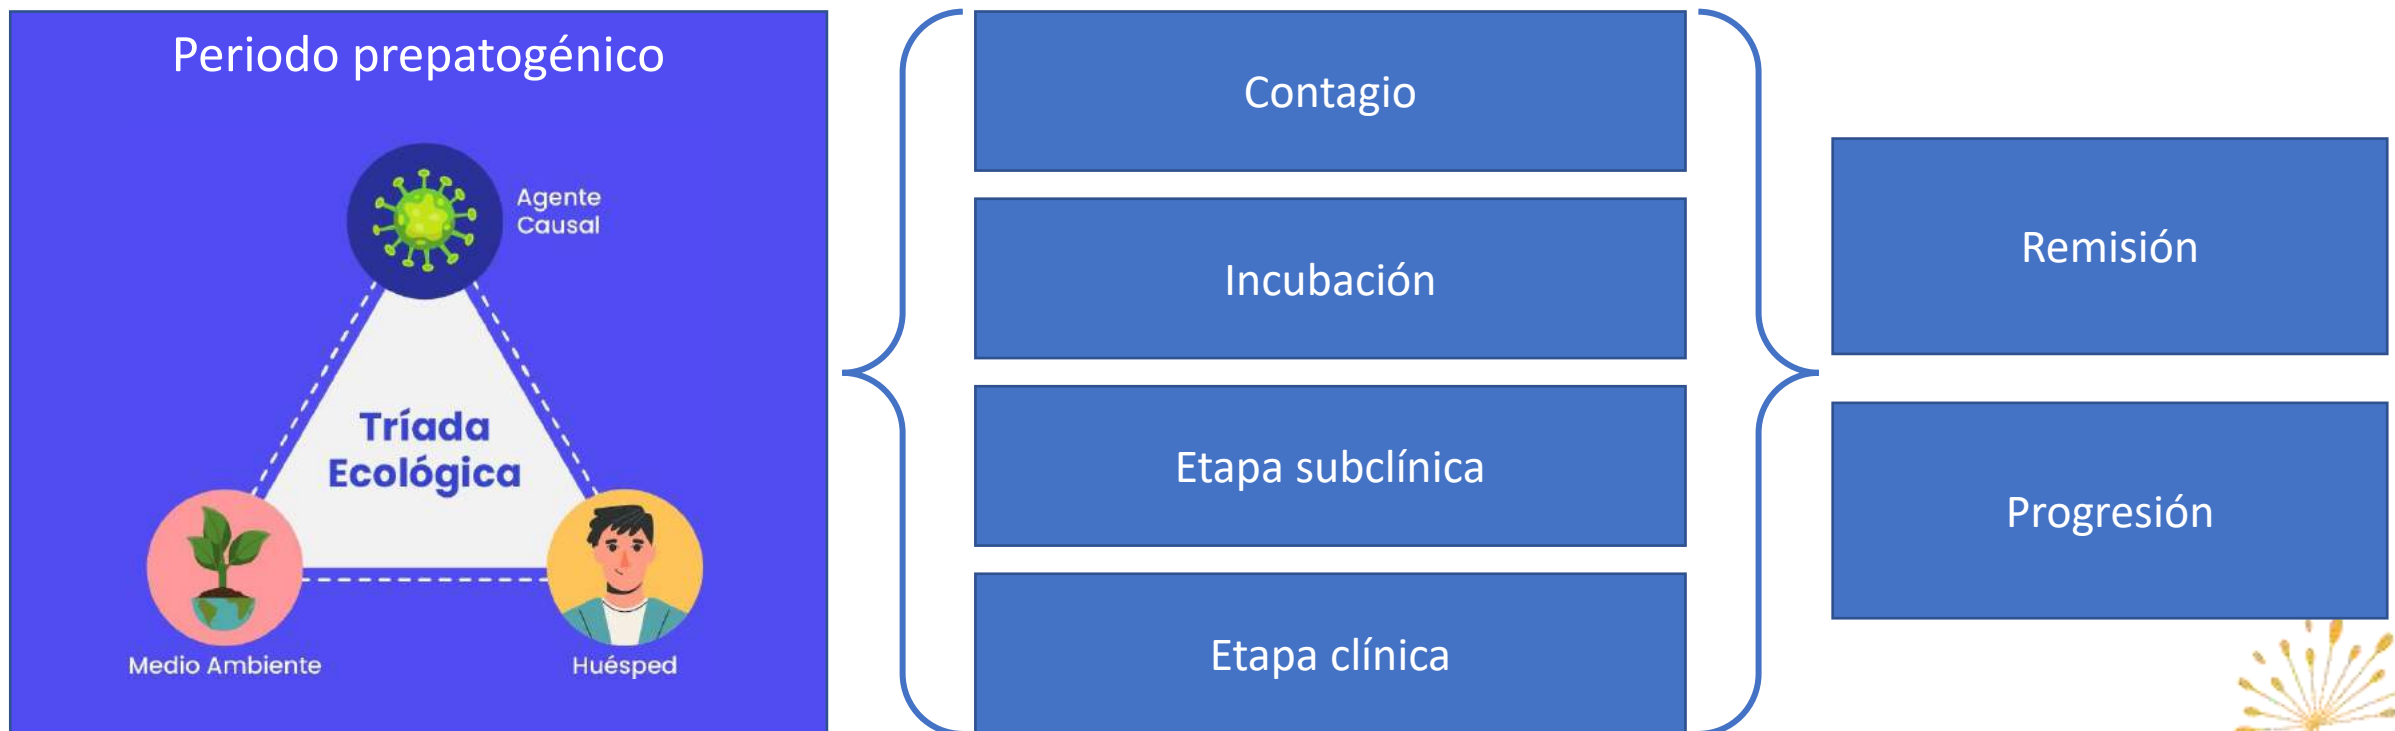 Periodo prepatogénico
Agente
Causal
Tríada
Ecológica
Medio Ambiente
Huésped
Contagio
Incubación
Etapa subclínica
Etapa clínica
Remisión
Progresión